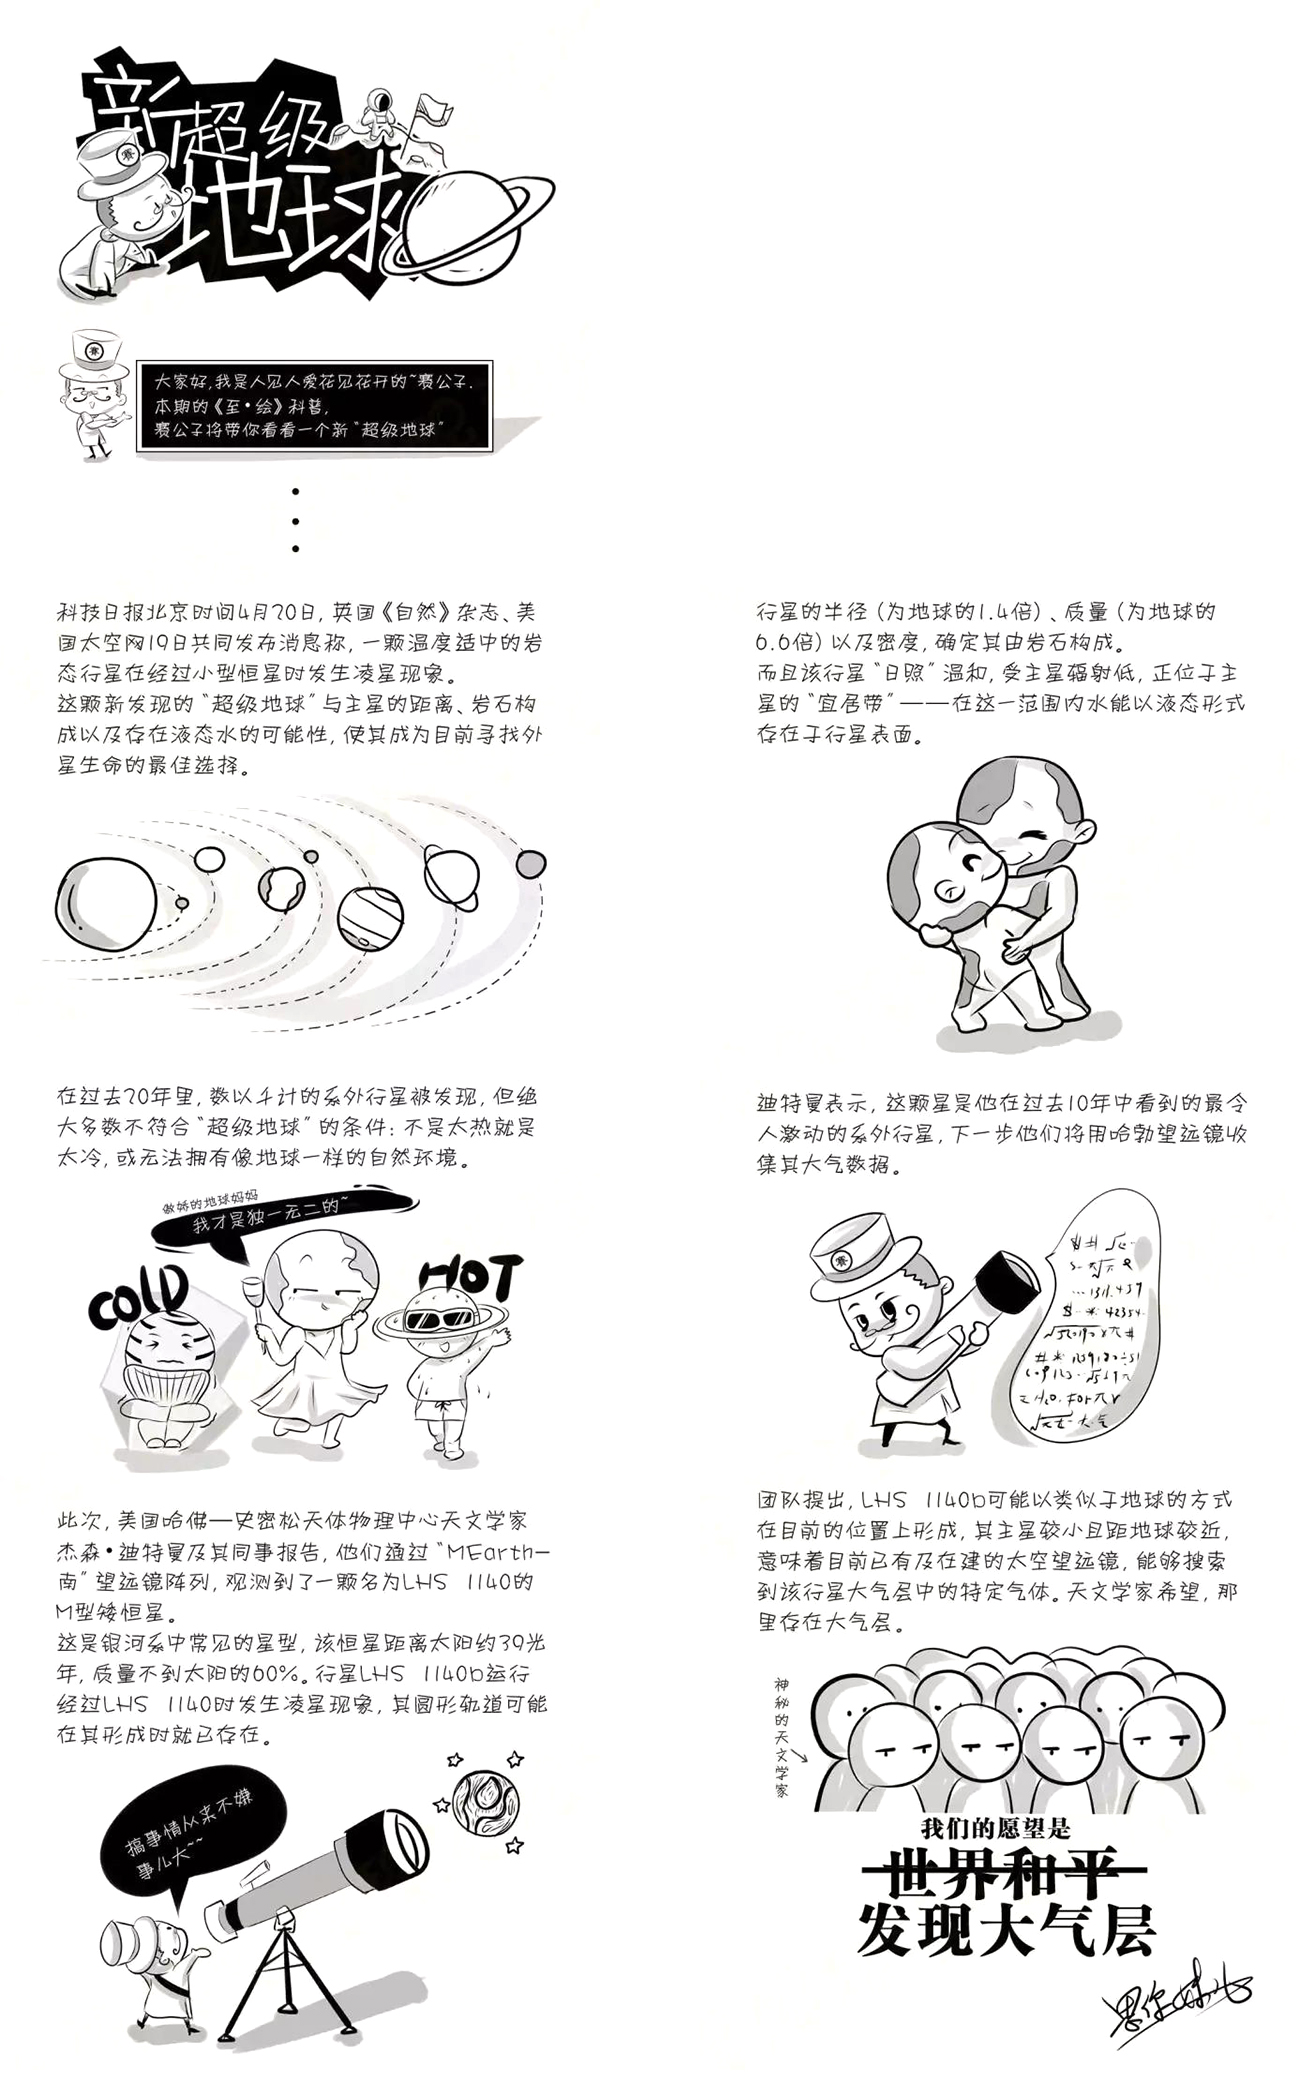 新超级
地球
赛
赛
大家好,我是人见人爱花见花开的~赛公子.
本期的《至·绘》科普,
赛公子将带你看看一个新“超级地球”
科技日报北京时间4月20日,英国《自然》杂志、美
国太空网19日共同发布消息称,一颗温度适中的岩
态行星在经过小型恒星时发生凌星现象。
这颗新发现的“超级地球”与主星的距离、岩石构
成以及存在液态水的可能性,使其成为目前寻找外
星生命的最佳选择。
在过去20年里,数以千计的系外行星被发现,但绝
大多数不符合“超级地球”的条件:不是太热就是
太冷,或无法拥有像地球一样的自然环境。
傲娇的地球妈妈
我才是独一无二的~
COLD
HOT
此次,美国哈佛—史密松天体物理中心天文学家
杰森·迪特曼及其同事报告,他们通过“MEarth—
南”望远镜阵列,观测到了一颗名为LHS 1140的
M型矮恒星。
这是银河系中常见的星型,该恒星距离太阳约39光
年,质量不到太阳的60%。行星LHS 1140b运行
经过LHS 1140时发生凌星现象,其圆形轨道可能
在其形成时就已存在。
搞事情从来不嫌
事儿大~~
行星的半径(为地球的1.4倍)、质量(为地球的
6.6倍)以及密度,确定其由岩石构成。
而且该行星“日照”温和,受主星辐射低,正位于主
星的“宜居带”——在这一范围内水能以液态形式
存在于行星表面。
迪特曼表示,这颗星是他在过去10年中看到的最令
人激动的系外行星,下一步他们将用哈勃望远镜收
集其大气数据。
赛
大气
团队提出,LHS 1140b可能以类似于地球的方式
在目前的位置上形成,其主星较小且距地球较近,
意味着目前已有及在建的太空望远镜,能够搜索
到该行星大气层中的特定气体。天文学家希望,那
里存在大气层。
神秘的天文学家
我们的愿望是
世界和平
发现大气层